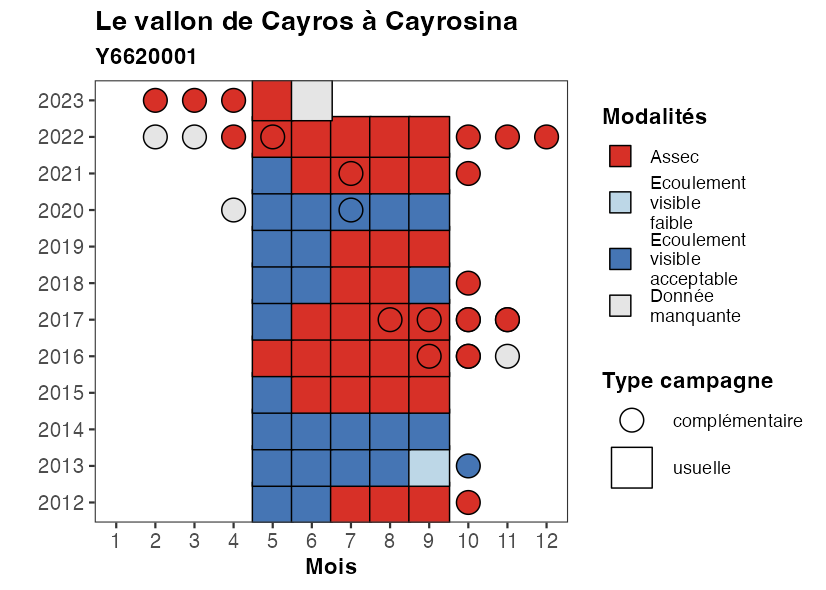 Le vallon de Cayros à Cayrosina
Y6620001
2023
2022
2021
2020
2019
2018
2017
2016
2015
2014
2013
2012
1 2 3 4 5 6 7 8 9 10 11 12
Mois
Modalités
Assec
Ecoulement
visible
faible
Ecoulement
visible
acceptable
Donnée
manquante
Type campagne
complémentaire
usuelle